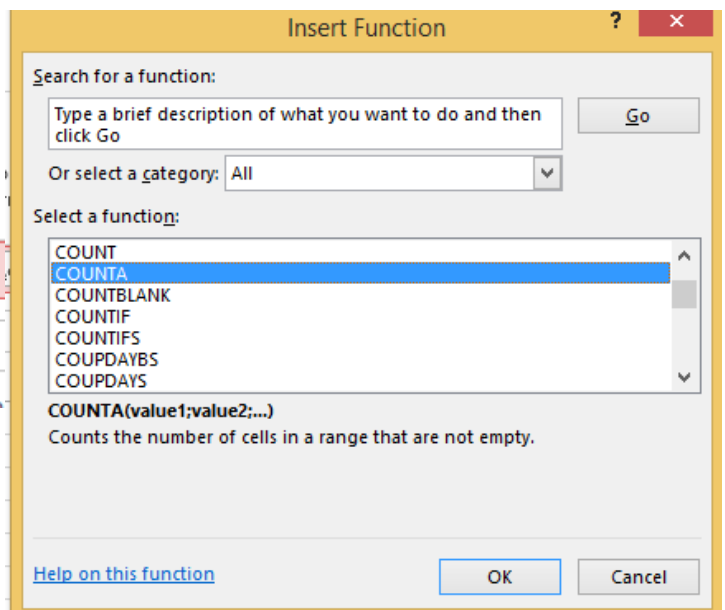 Insert Function
?
Search for a function:
Type a brief description of what you want to do and then
click Go
Go
Or select a category: All
Select a function:
COUNT
COUNTA
COUNTBLANK
COUNTIF
COUNTIFS
COUPDAYBS
COUPDAYS
COUNTA(value1;value2;...)
Counts the number of cells in a range that are not empty.
Help on this function
OK
Cancel